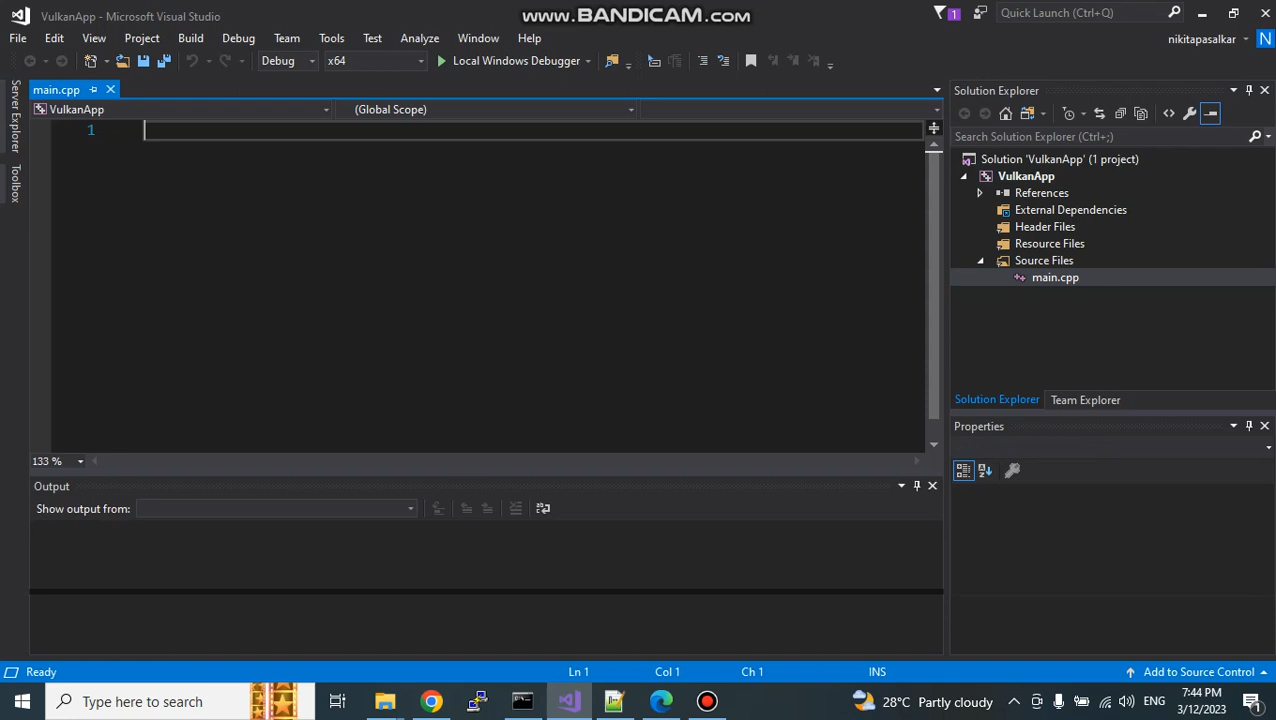 VulkanApp - Microsoft Visual Studio
www.BANDICAM.com
1
Quick Launch (Ctrl+Q)
File Edit View Project Build Debug Team Tools Test Analyze Window Help
nikitapasalkar N
Debug x64 Local Windows Debugger
Server Explorer
Toolbox
main.cpp
VulkanApp (Global Scope)
1
133 %
Output
Show output from:
Solution Explorer
Search Solution Explorer (Ctrl+;)
Solution 'VulkanApp' (1 project)
VulkanApp
References
External Dependencies
Header Files
Resource Files
Source Files
main.cpp
Solution Explorer Team Explorer
Properties
Ready Ln 1 Col 1 Ch 1 INS Add to Source Control
Type here to search
28°C Partly cloudy
ENG
7:44 PM
3/12/2023
1